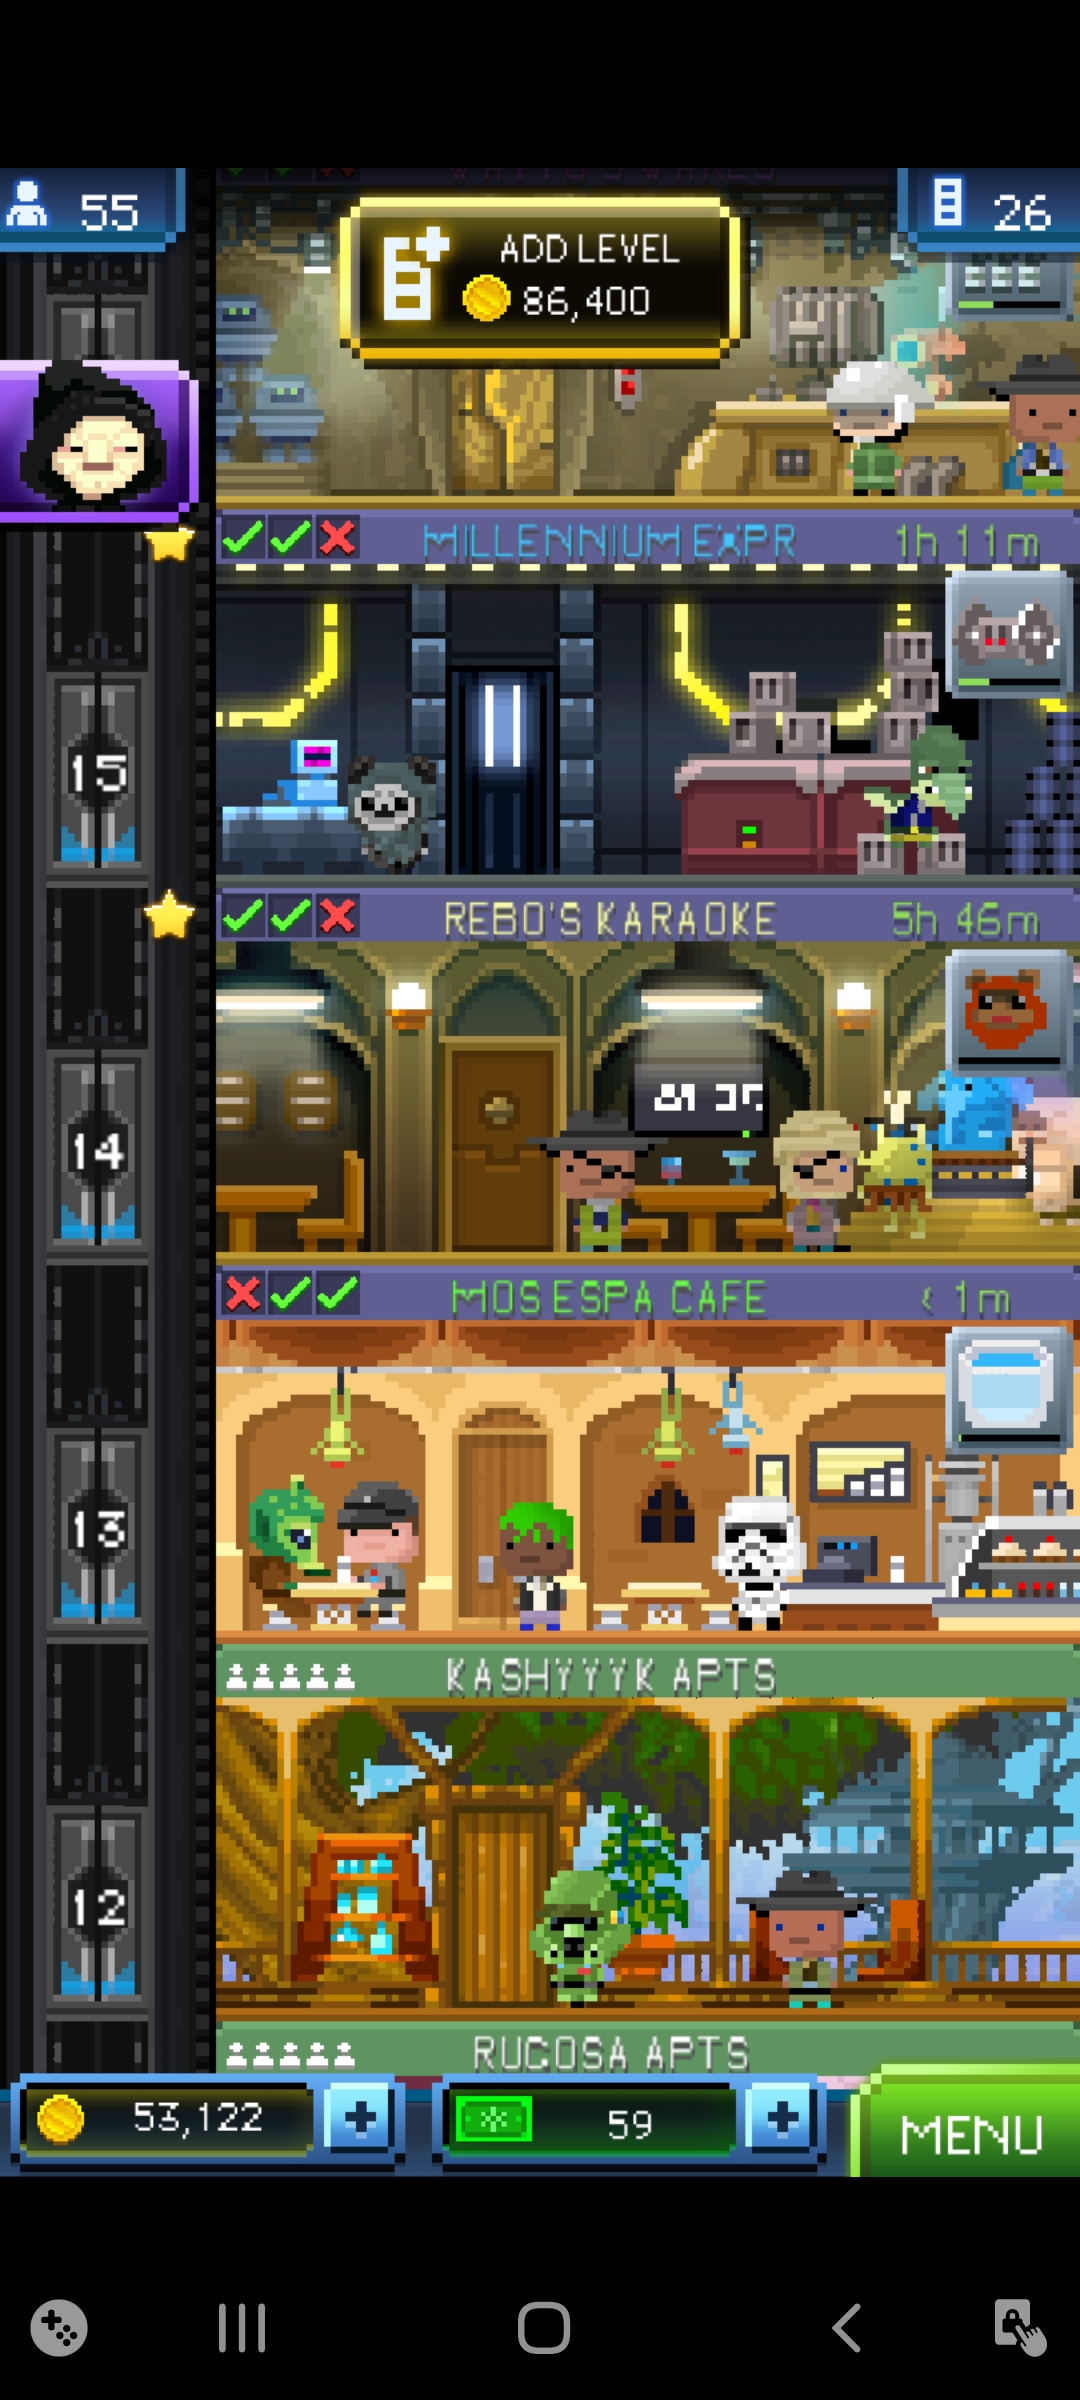 55
26
ADD LEVEL
86,400
MILLENNIUM EXPR 1h 11m
15
REBO'S KARAOKE 5h 46m
14
MOS ESPA CAFE < 1m
13
KASHYYYK APTS
12
RUGOSA APTS
53,122
59
MENU